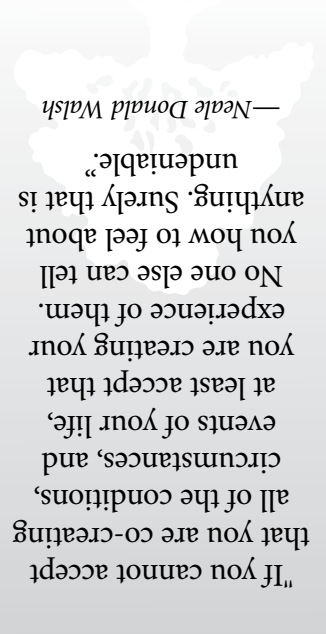 "If you cannot accept
that you are co-creating
all of the conditions,
circumstances, and
events of your life,
at least accept that
you are creating your
experience of them.
No one else can tell
you how to feel about
anything. Surely that is
undeniable.”
—Neale Donald Walsh